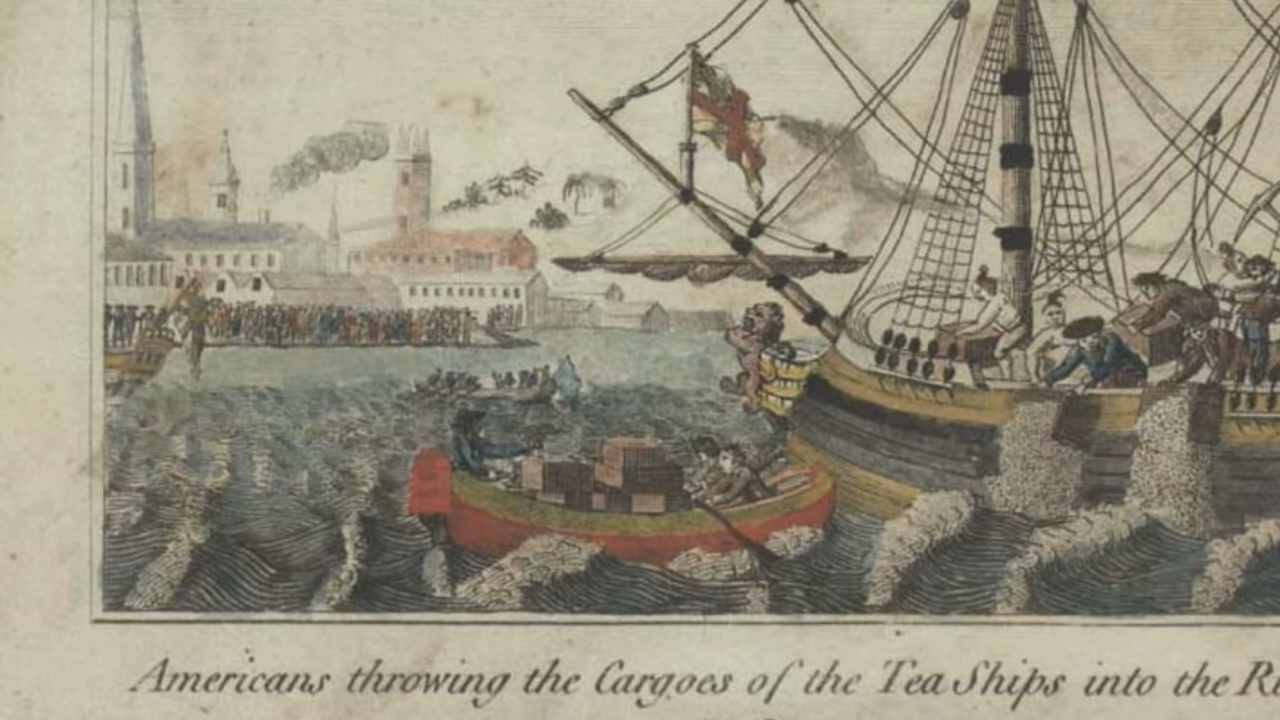 Americans throwing the Cargoes of the Tea Ships into the